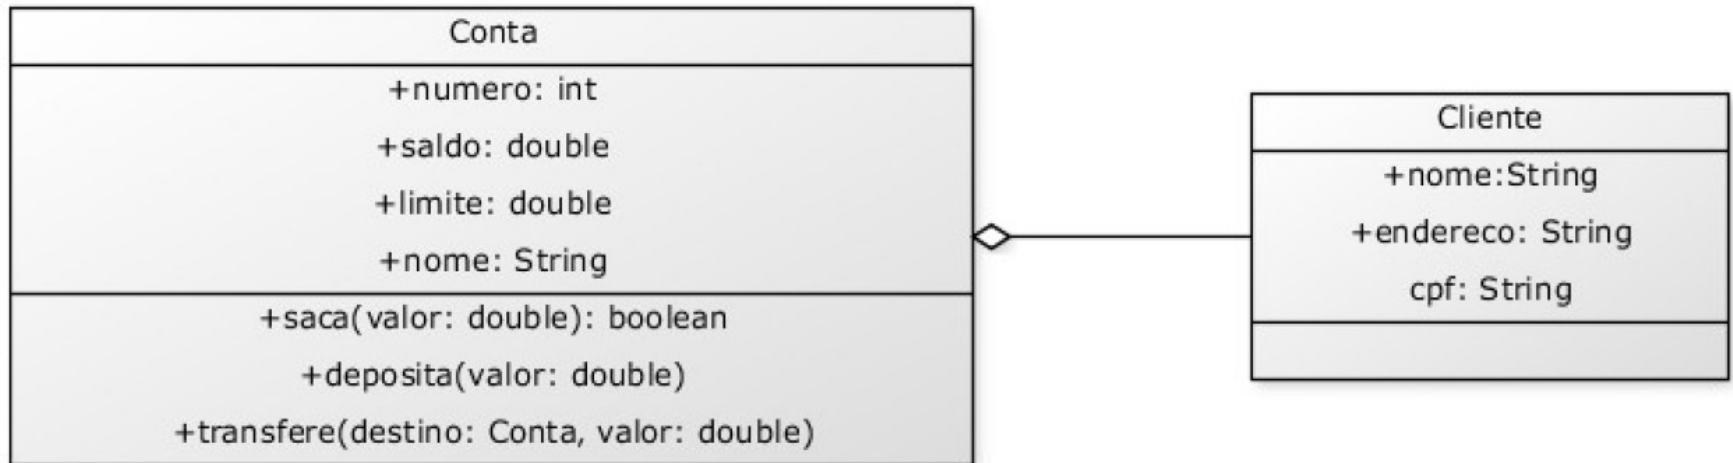 Conta
+numero: int
+saldo: double
+limite: double
+nome: String
+saca(valor: double): boolean
+deposita(valor: double)
+transfere(destino: Conta, valor: double)
Cliente
+nome:String
+endereco: String
cpf: String